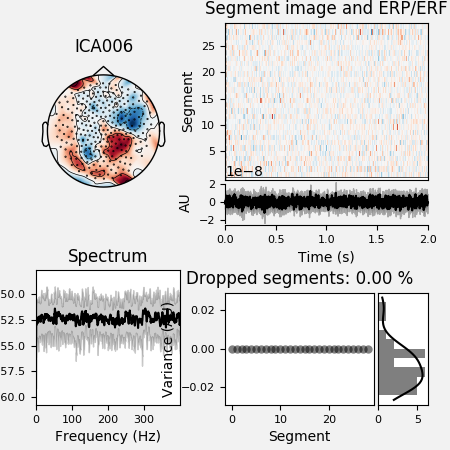 ICA006
Segment image and ERP/ERF
Segment
25
20
15
10
5
1e−8
AU
2
0
−2
0.0 0.5 1.0 1.5 2.0
Time (s)
Spectrum
50.0
52.5
55.0
57.5
60.0
0 100 200 300
Frequency (Hz)
Dropped segments: 0.00 %
0.02
0.00
−0.02
0 10 20
Segment
0 5